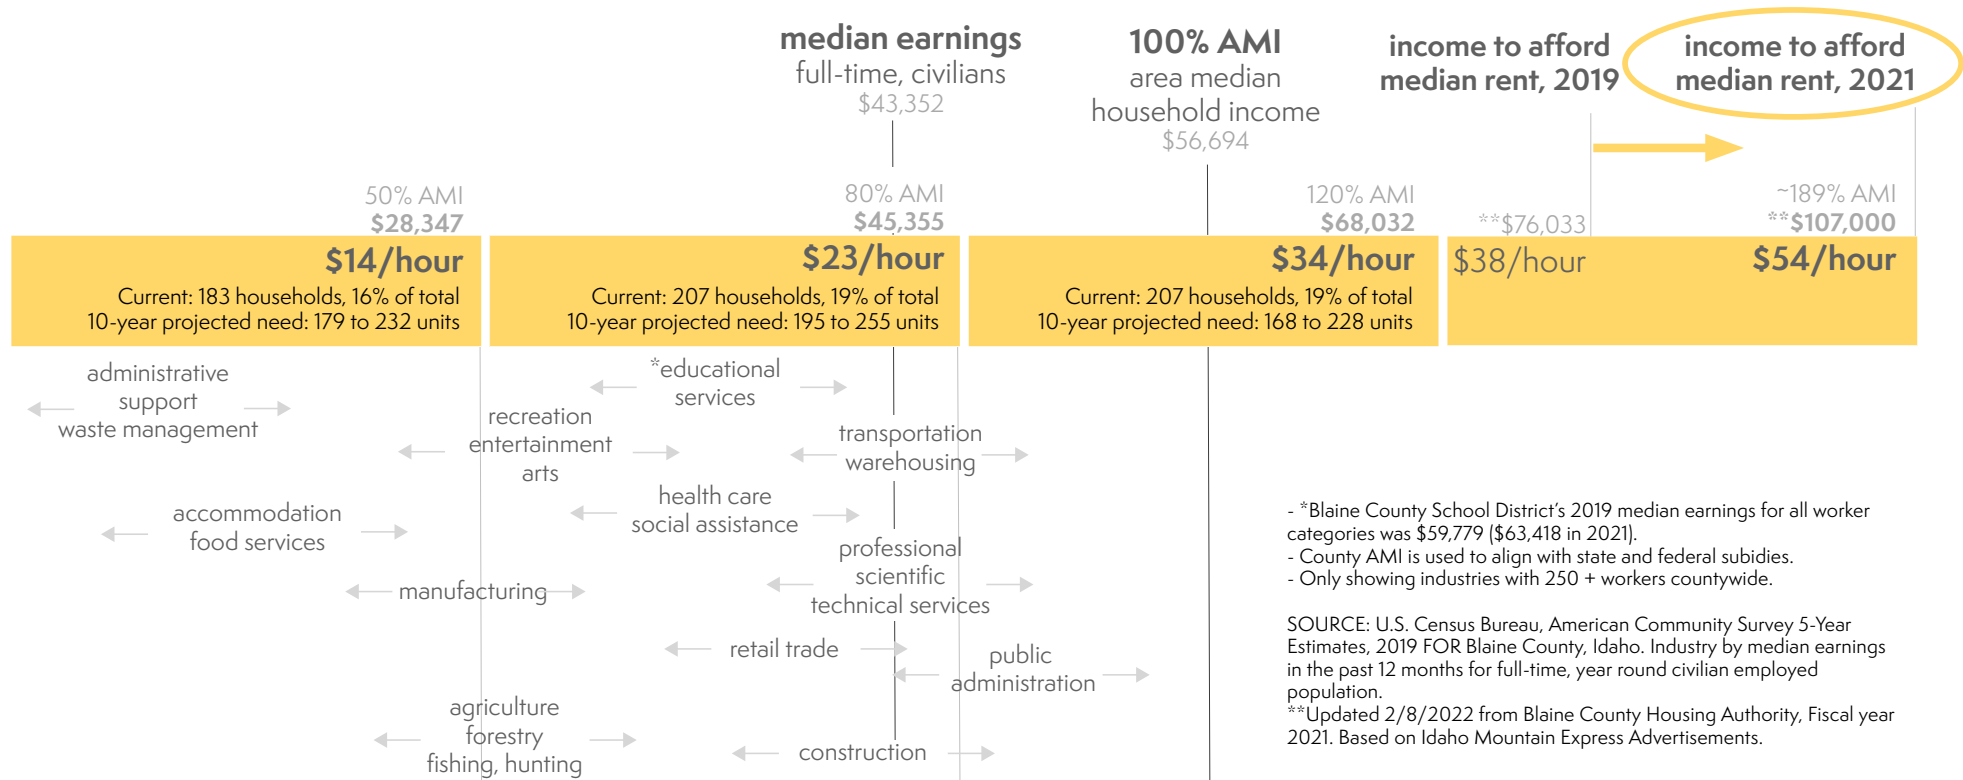 median earnings
full-time, civilians
$43,352
100% AMI
area median
household income
$56,694
income to afford
median rent, 2019
income to afford
median rent, 2021
50% AMI
$28,347
80% AMI
$45,355
120% AMI
$68,032
**$76,033
~189% AMI
**$107,000
$14/hour
Current: 183 households, 16% of total
10-year projected need: 179 to 232 units
$23/hour
Current: 207 households, 19% of total
10-year projected need: 195 to 255 units
$34/hour
Current: 207 households, 19% of total
10-year projected need: 168 to 228 units
$38/hour
$54/hour
administrative
support
waste management
*educational
services
recreation
entertainment
arts
transportation
warehousing
health care
social assistance
accommodation
food services
professional
scientific
technical services
manufacturing
retail trade
public
administration
agriculture
forestry
fishing, hunting
construction
- *Blaine County School District's 2019 median earnings for all worker
categories was $59,779 ($63,418 in 2021).
- County AMI is used to align with state and federal subidies.
- Only showing industries with 250 + workers countywide.
SOURCE: U.S. Census Bureau, American Community Survey 5-Year
Estimates, 2019 FOR Blaine County, Idaho. Industry by median earnings
in the past 12 months for full-time, year round civilian employed
population.
**Updated 2/8/2022 from Blaine County Housing Authority, Fiscal year
2021. Based on Idaho Mountain Express Advertisements.